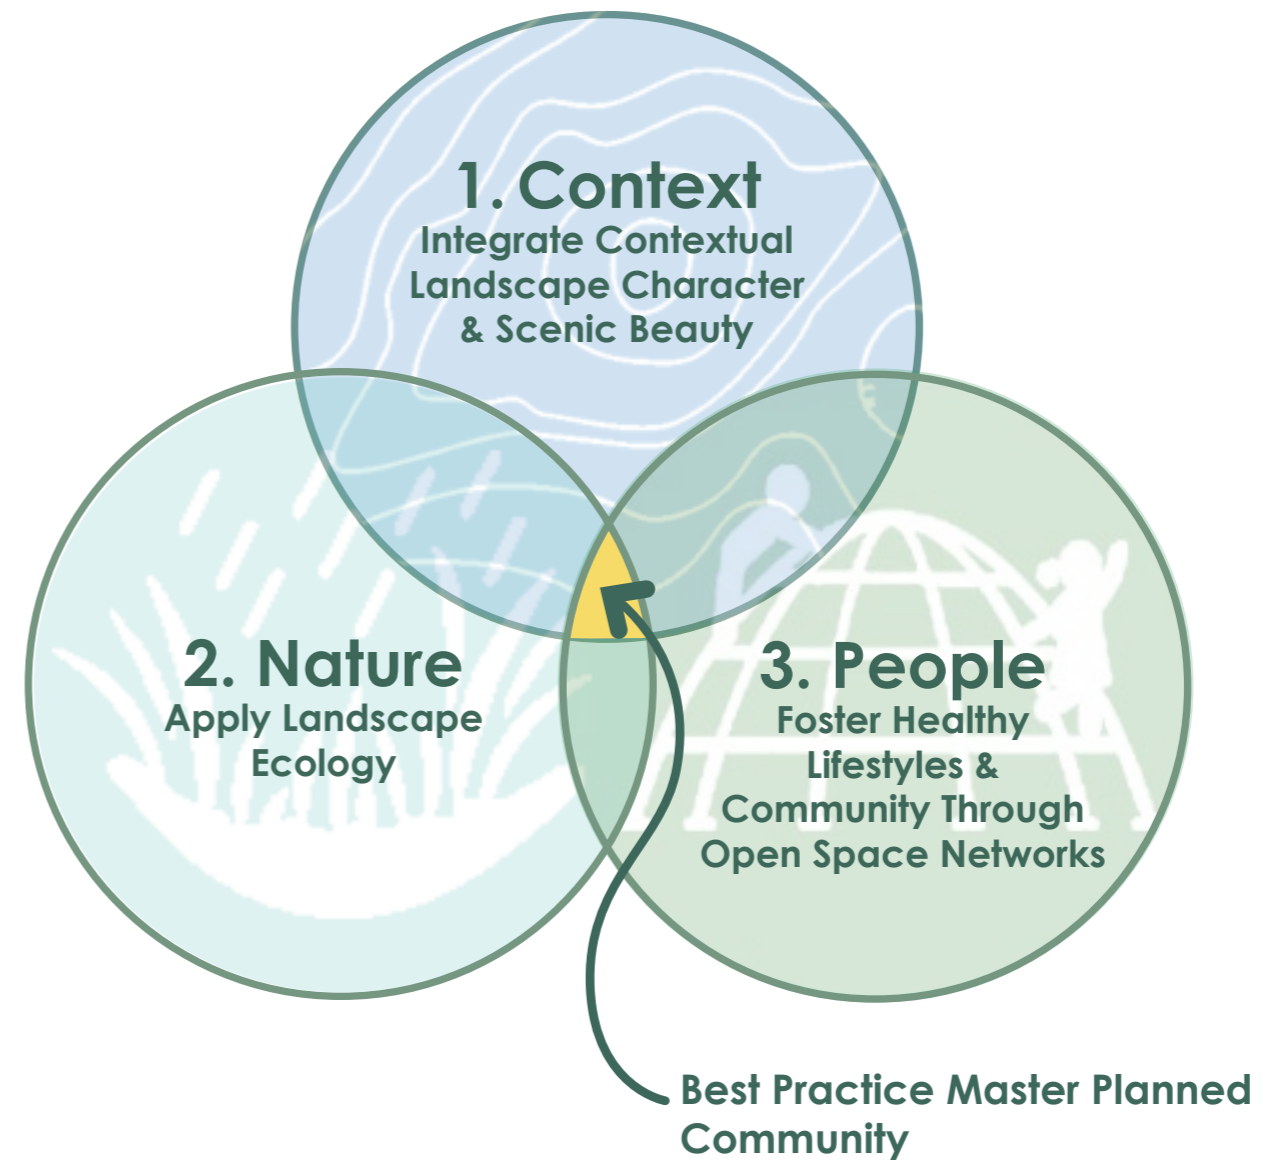 1. Context
Integrate Contextual
Landscape Character
& Scenic Beauty
2. Nature
Apply Landscape
Ecology
3. People
Foster Healthy
Lifestyles &
Community Through
Open Space Networks
Best Practice Master Planned
Community